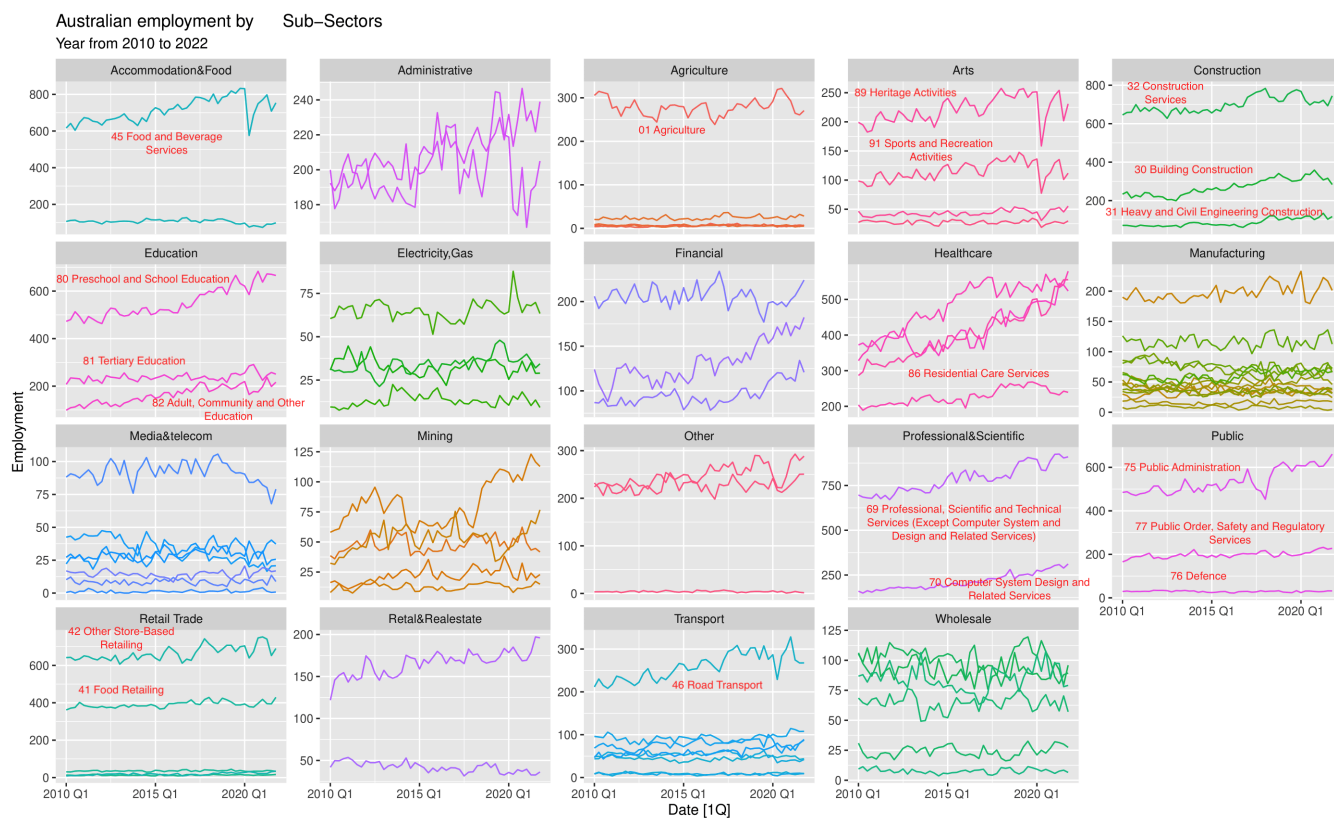 Australian employment by Sub−Sectors
Year from 2010 to 2022
Accommodation&Food
Administrative
Agriculture
Arts
Construction
800
600
400
200
45 Food and Beverage
Services
240
220
200
180
300
200
100
0
01 Agriculture
250
200
150
100
50
89 Heritage Activities
91 Sports and Recreation
Activities
800
600
400
200
32 Construction
Services
30 Building Construction
31 Heavy and Civil Engineering Construction
Education
Electricity,Gas
Financial
Healthcare
Manufacturing
600
400
200
80 Preschool and School Education
81 Tertiary Education
82 Adult, Community and Other
Education
75
50
25
200
150
100
500
400
300
200
86 Residential Care Services
200
150
100
50
0
Employment
Media&telecom
Mining
Other
Professional&Scientific
Public
100
75
50
25
0
125
100
75
50
25
300
200
100
0
750
500
250
69 Professional, Scientific and Technical
Services (Except Computer System and
Design and Related Services)
70 Computer System Design and
Related Services
600
400
200
0
75 Public Administration
77 Public Order, Safety and Regulatory
Services
76 Defence
2010 Q1
2015 Q1
2020 Q1
Retail Trade
Retal&Realestate
Transport
Wholesale
600
400
200
0
42 Other Store-Based
Retailing
41 Food Retailing
200
150
100
50
300
200
100
0
46 Road Transport
125
100
75
50
25
0
2010 Q1
2015 Q1
2020 Q1
2010 Q1
2015 Q1
2020 Q1
2010 Q1
2015 Q1
2020 Q1
2010 Q1
2015 Q1
2020 Q1
Date [1Q]